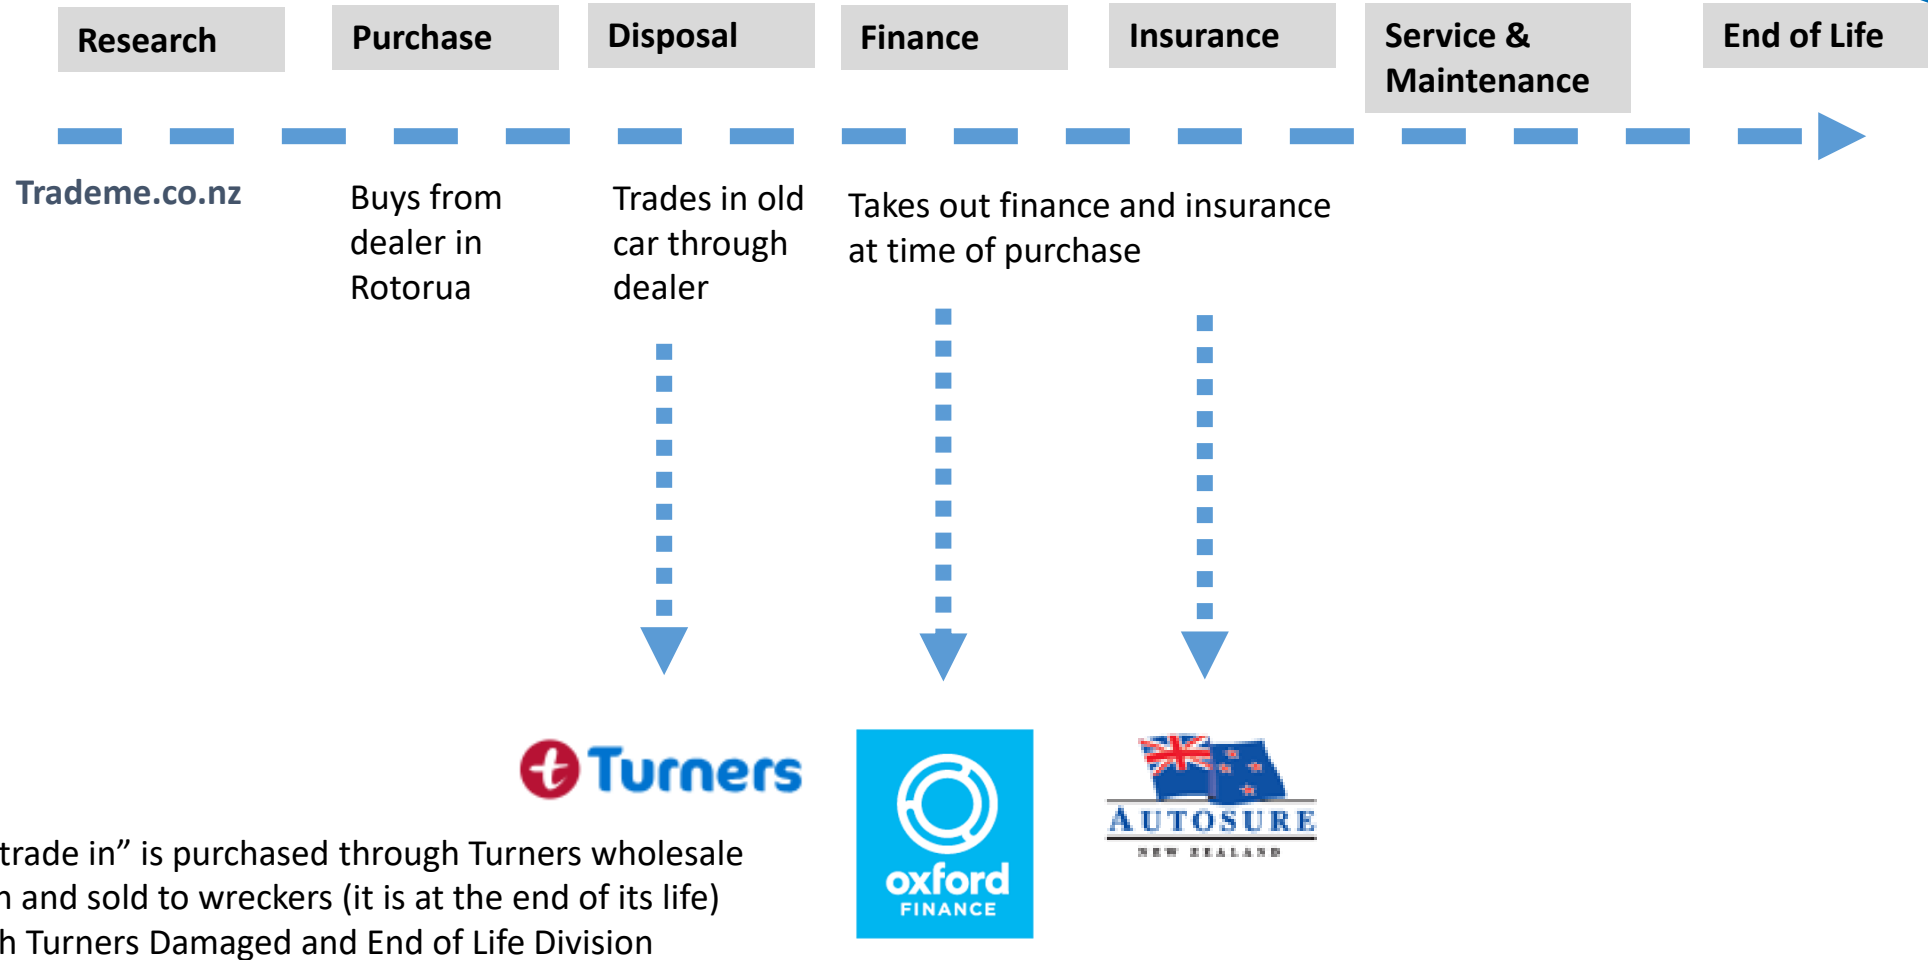 Research
Purchase
Disposal
Finance
Insurance
Service &
Maintenance
End of Life
Trademe.co.nz
Buys from
dealer in
Rotorua
Trades in old
car through
dealer
Takes out finance and insurance
at time of purchase
t Turners
oxford
FINANCE
AUTOSURE
NEW ZEALAND
trade in” is purchased through Turners wholesale
and sold to wreckers (it is at the end of its life)
Turners Damaged and End of Life Division